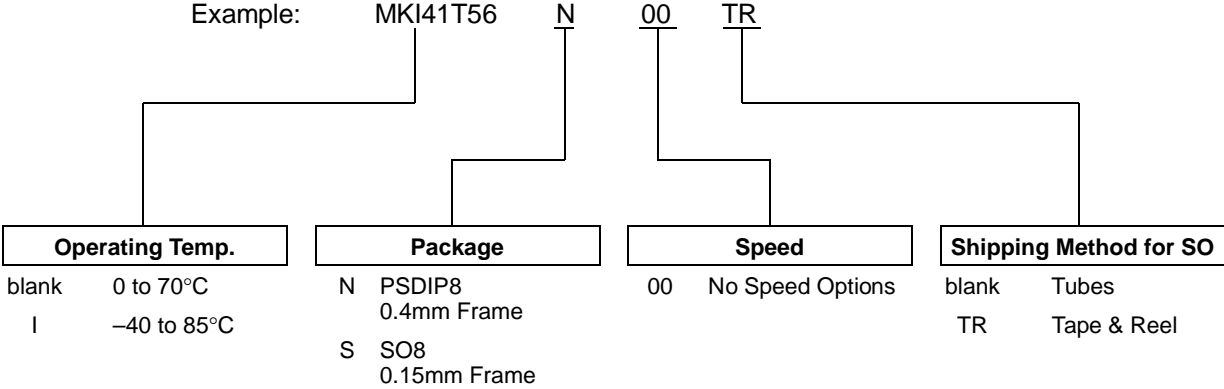 Example: MKI41T56 N 00 TR
Operating Temp.
blank 0 to 70°C
I –40 to 85°C
Package
N PSDIP8
0.4mm Frame
S SO8
0.15mm Frame
Speed
00 No Speed Options
Shipping Method for SO
blank Tubes
TR Tape & Reel